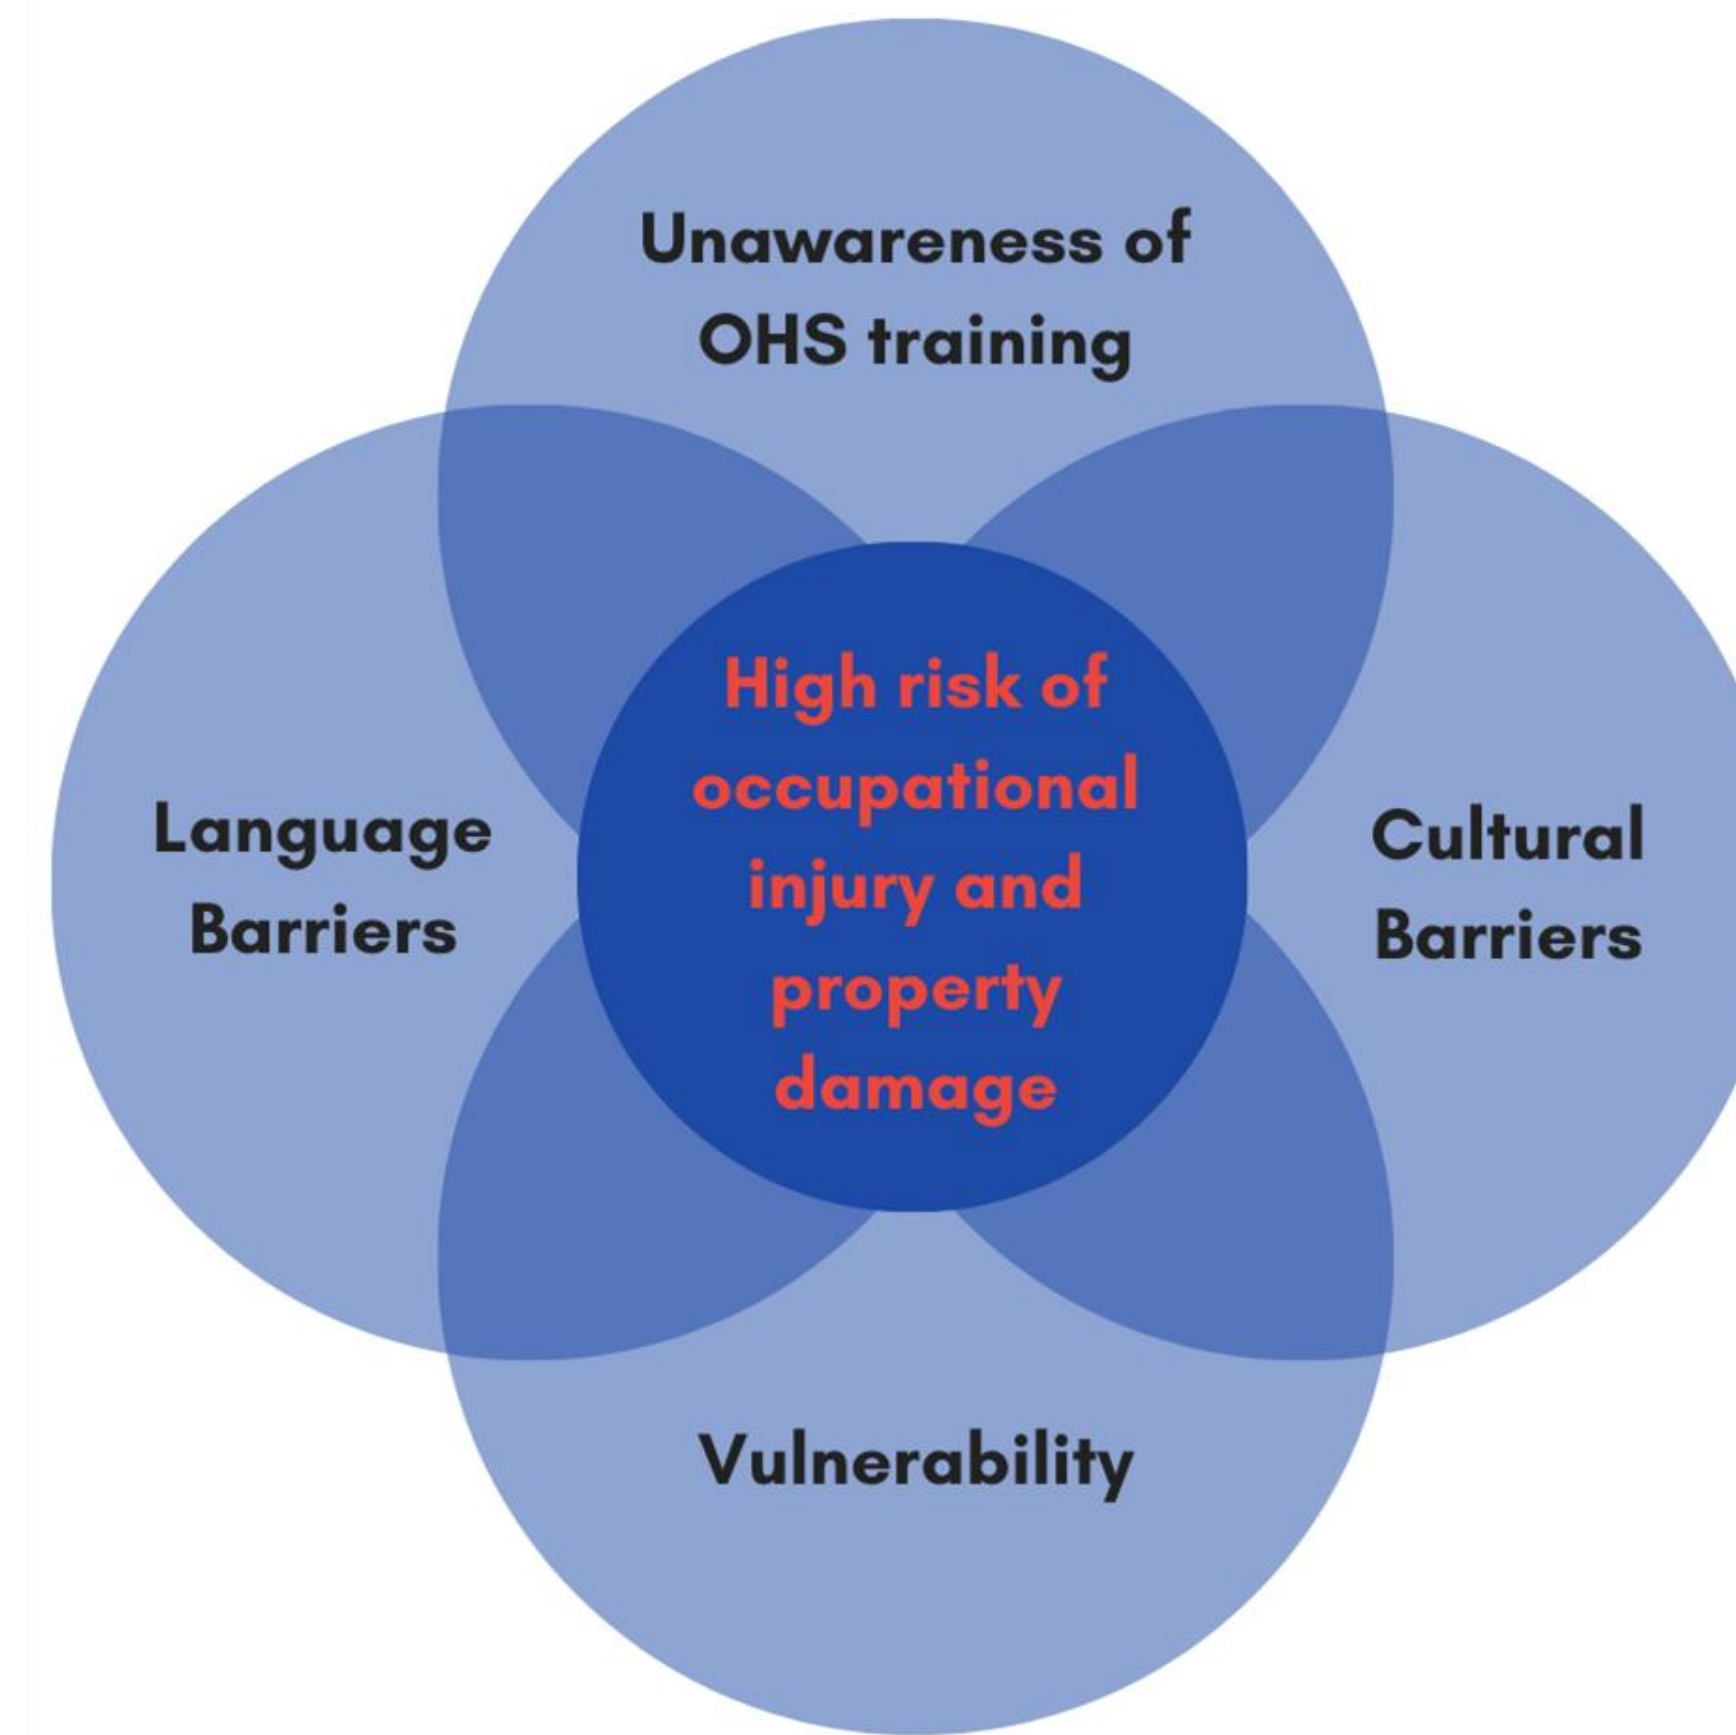 Unawareness of
OHS training
Language
Barriers
High risk of
occupational
injury and
property
damage
Cultural
Barriers
Vulnerability